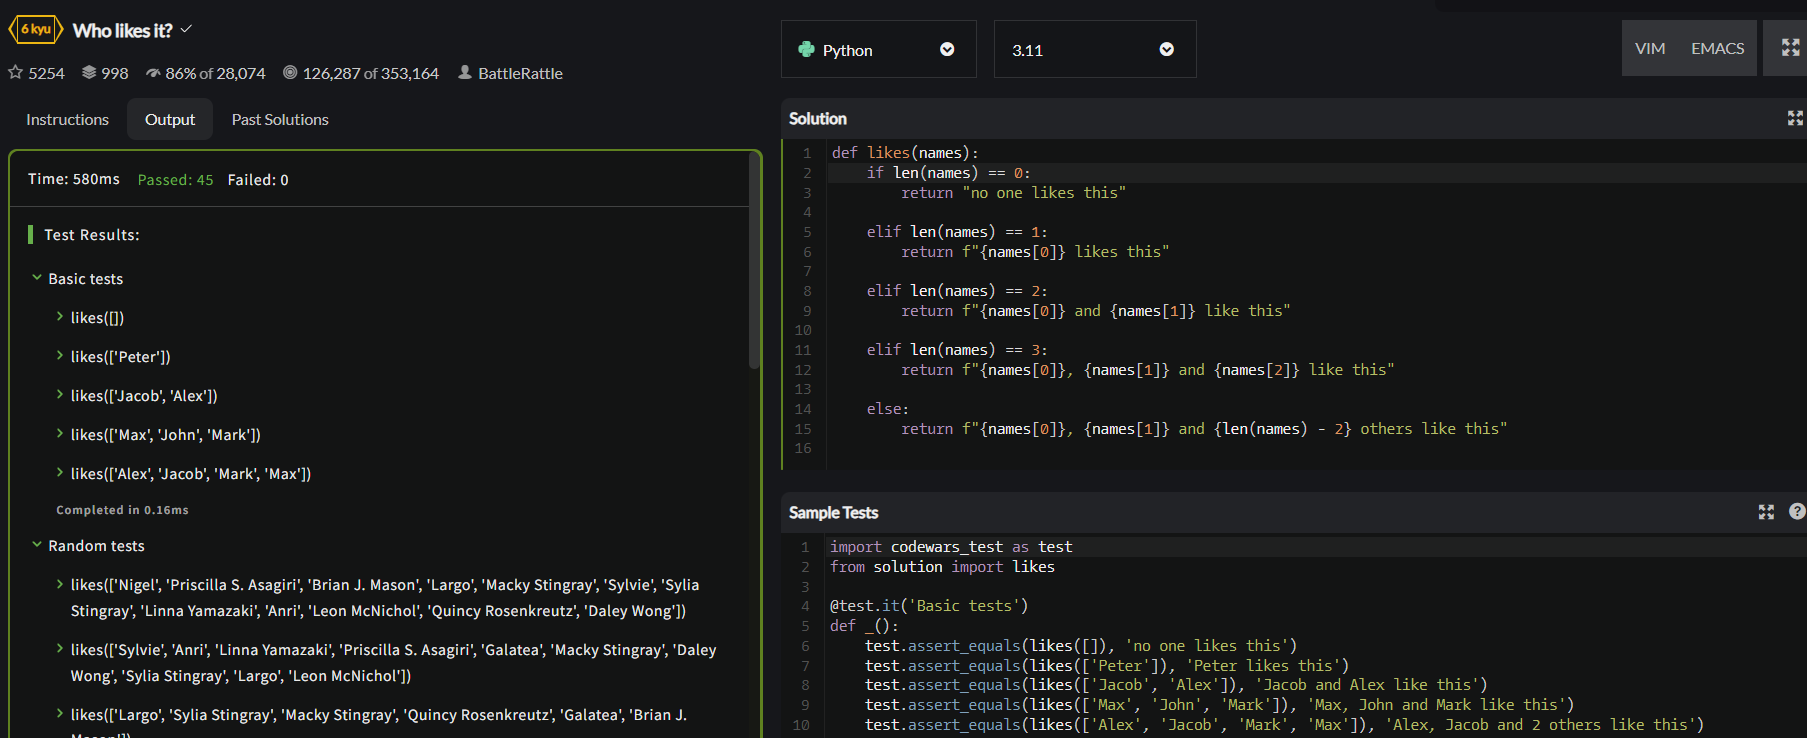 6 kyu Who likes it?
5254 998 86% of 28,074 126,287 of 353,164 BattleRattle
Instructions Output Past Solutions
Time: 580ms Passed: 45 Failed: 0
Test Results:
Basic tests
likes([])
likes(['Peter'])
likes(['Jacob', 'Alex'])
likes(['Max', 'John', 'Mark'])
likes(['Alex', 'Jacob', 'Mark', 'Max'])
Completed in 0.16ms
Random tests
likes(['Nigel', 'Priscilla S. Asagiri', 'Brian J. Mason', 'Largo', 'Macky Stingray', 'Sylvie', 'Sylia
Stingray', 'Linna Yamazaki', 'Anri', 'Leon McNichol', 'Quincy Rosenkreutz', 'Daley Wong'])
likes(['Sylvie', 'Anri', 'Linna Yamazaki', 'Priscilla S. Asagiri', 'Galatea', 'Macky Stingray', 'Daley
Wong', 'Sylia Stingray', 'Largo', 'Leon McNichol'])
likes(['Largo', 'Sylia Stingray', 'Macky Stingray', 'Quincy Rosenkreutz', 'Galatea', 'Brian J.
Python 3.11 VIM EMACS
Solution
1 def likes(names):
2 if len(names) == 0:
3 return "no one likes this"
4
5 elif len(names) == 1:
6 return f"{names[0]} likes this"
7
8 elif len(names) == 2:
9 return f"{names[0]} and {names[1]} like this"
10
11 elif len(names) == 3:
12 return f"{names[0]}, {names[1]} and {names[2]} like this"
13
14 else:
15 return f"{names[0]}, {names[1]} and {len(names) - 2} others like this"
16
Sample Tests
1 import codewars_test as test
2 from solution import likes
3
4 @test.it('Basic tests')
5 def _():
6 test.assert_equals(likes([]), 'no one likes this')
7 test.assert_equals(likes(['Peter']), 'Peter likes this')
8 test.assert_equals(likes(['Jacob', 'Alex']), 'Jacob and Alex like this')
9 test.assert_equals(likes(['Max', 'John', 'Mark']), 'Max, John and Mark like this')
10 test.assert_equals(likes(['Alex', 'Jacob', 'Mark', 'Max']), 'Alex, Jacob and 2 others like this')